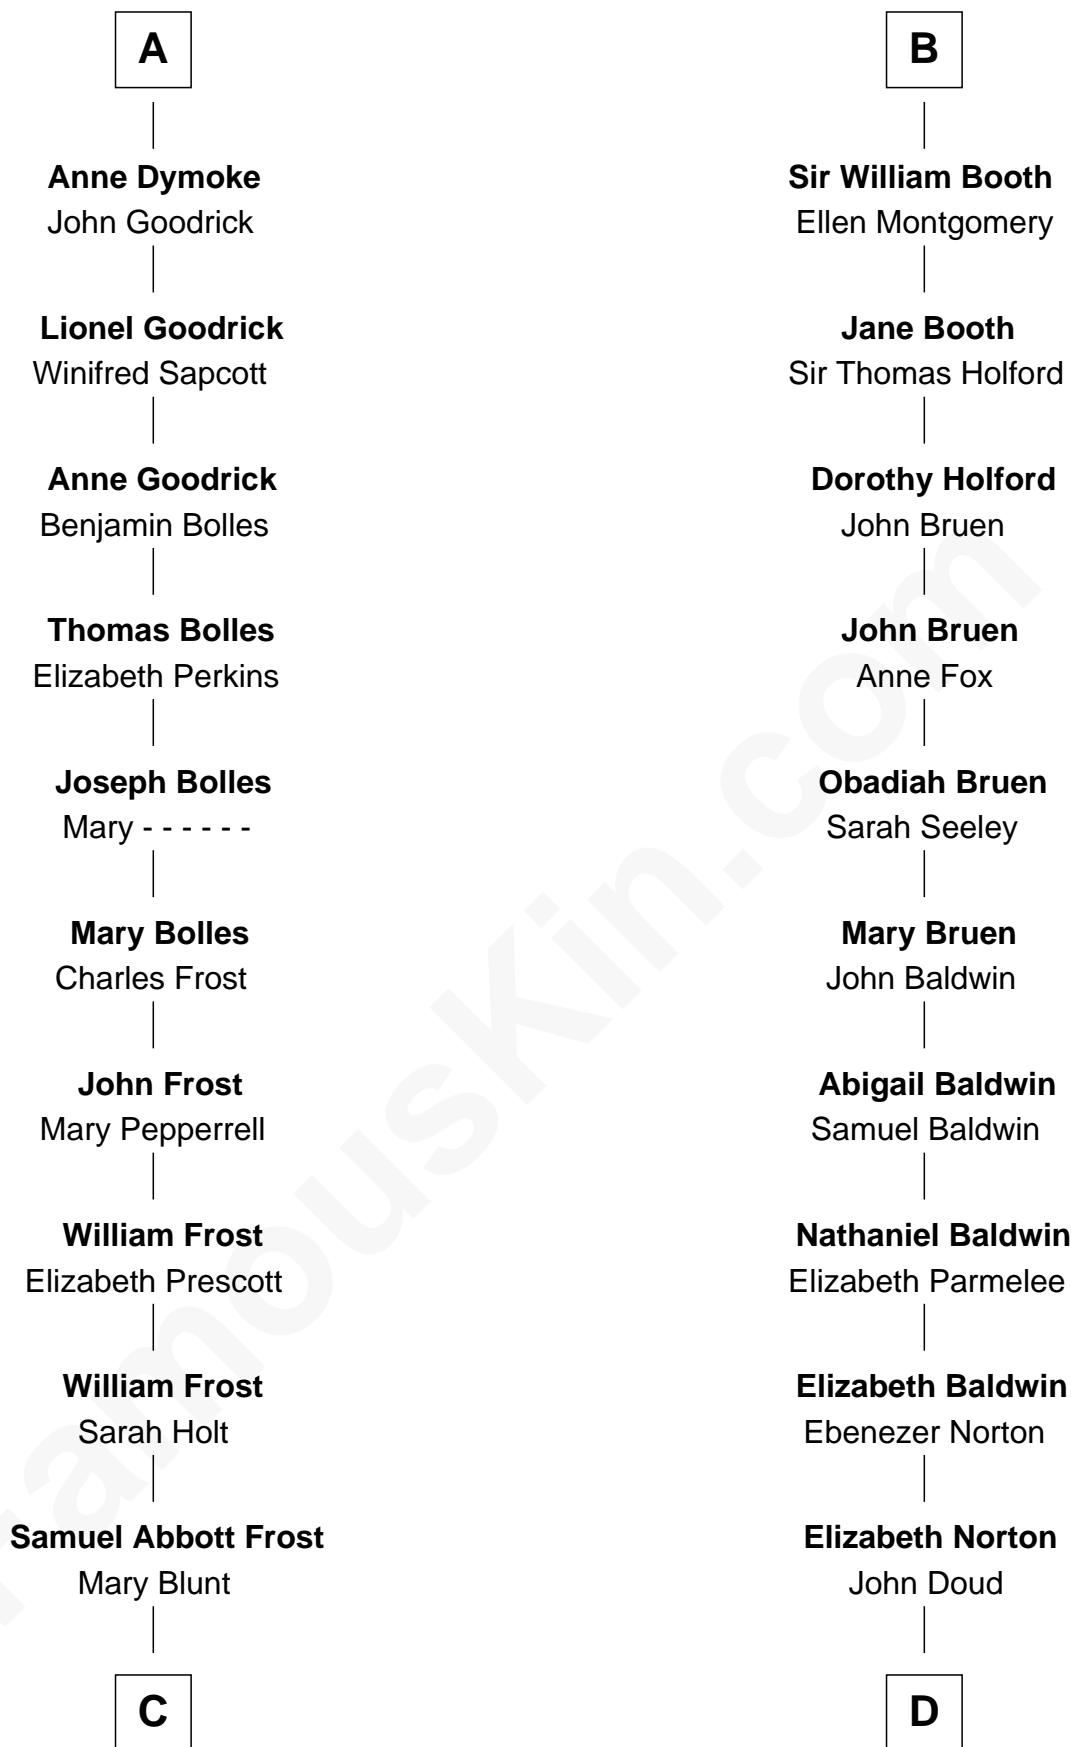 A
Anne Dymoke
John Goodrick
Lionel Goodrick
Winifred Sapcott
Anne Goodrick
Benjamin Bolles
Thomas Bolles
Elizabeth Perkins
Joseph Bolles
Mary - - - - - -
Mary Bolles
Charles Frost
John Frost
Mary Pepperrell
William Frost
Elizabeth Prescott
William Frost
Sarah Holt
Samuel Abbott Frost
Mary Blunt
C
B
Sir William Booth
Ellen Montgomery
Jane Booth
Sir Thomas Holford
Dorothy Holford
John Bruen
John Bruen
Anne Fox
Obadiah Bruen
Sarah Seeley
Mary Bruen
John Baldwin
Abigail Baldwin
Samuel Baldwin
Nathaniel Baldwin
Elizabeth Parmelee
Elizabeth Baldwin
Ebenezer Norton
Elizabeth Norton
John Doud
D
FamousKin.com